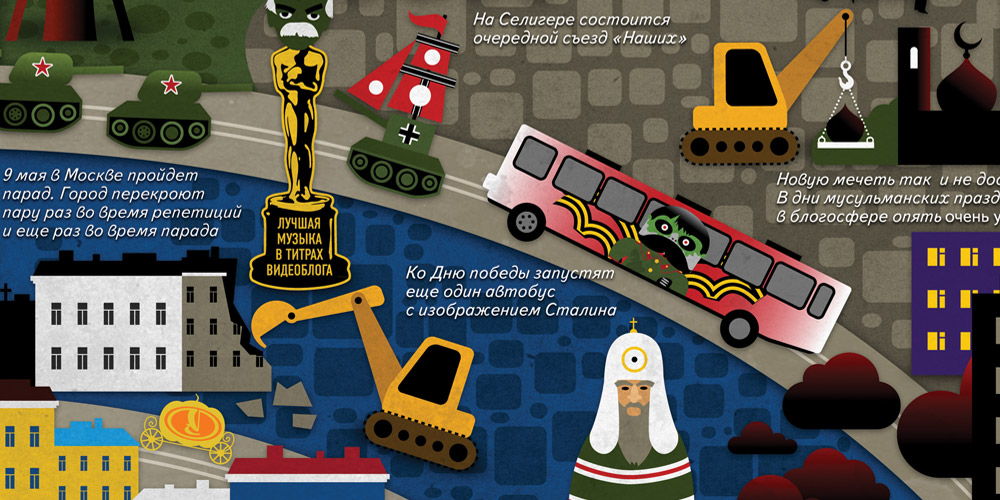 На Селигере состоится
очередной съезд «Наших»
9 мая в Москве пройдет
парад. Город перекроют
пару раз во время репетиций
и еще раз во время парада
ЛУЧШАЯ
МУЗЫКА
В ТИТРАХ
ВИДЕОБЛОГА
Новую мечеть так и не
В дни мусульманских
в блогосфере опять очень
Ко Дню победы запустят
еще один автобус
с изображением Сталина